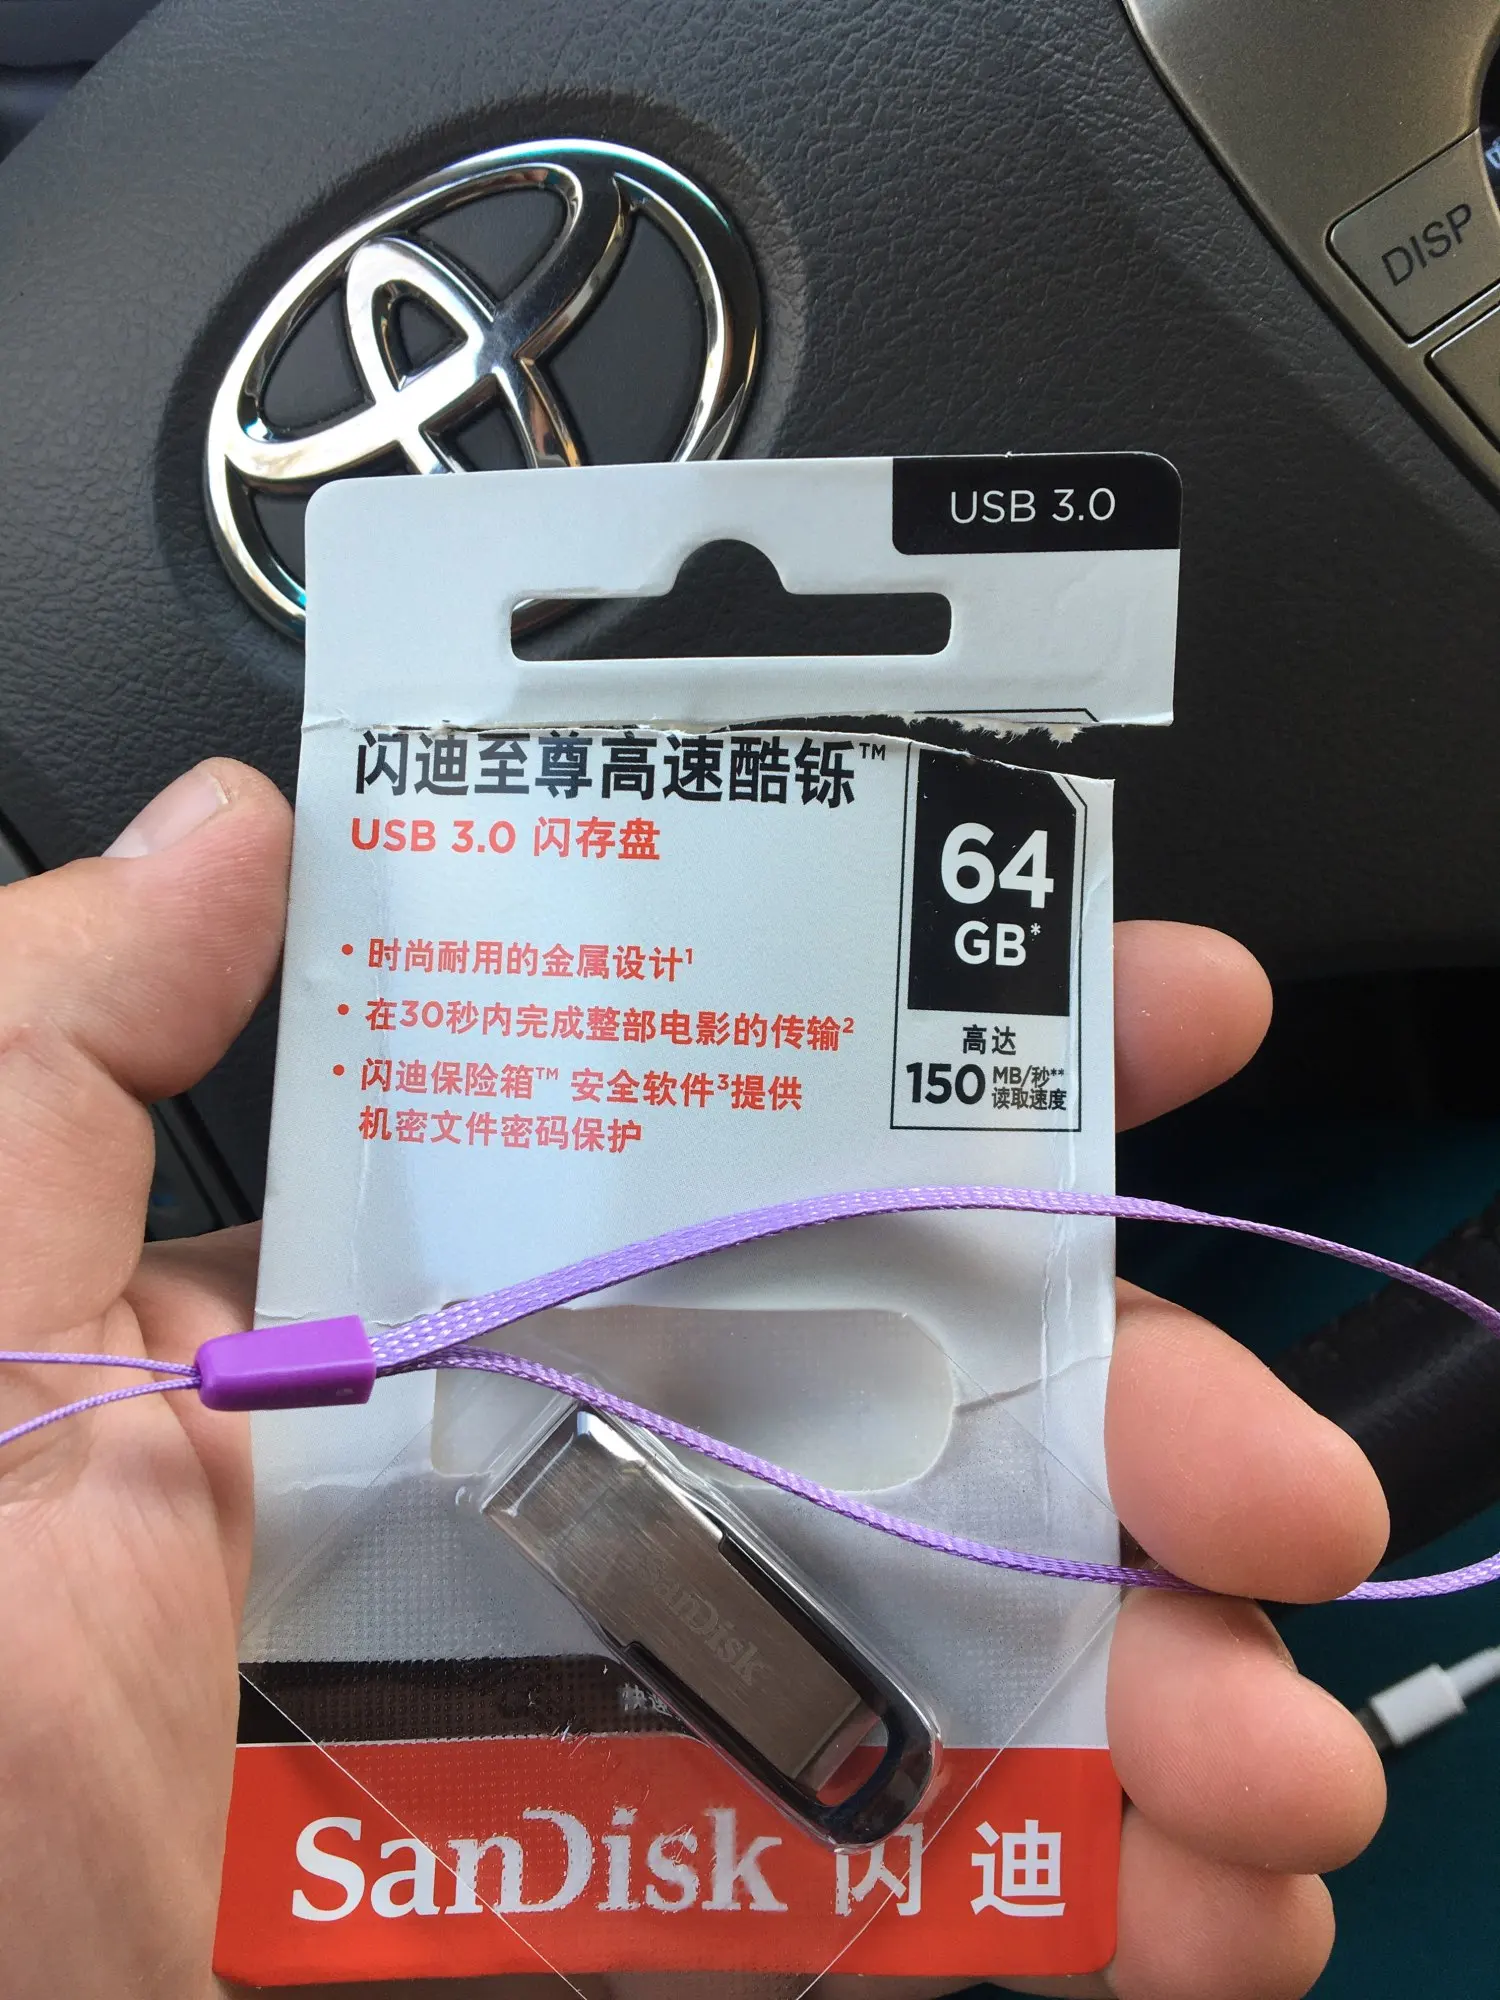 DISP
USB 3.0
闪迪至尊高速酷铄™
USB 3.0 闪存盘
64
GB*
• 时尚耐用的金属设计¹
• 在30秒内完成整部电影的传输²
• 闪迪保险箱™ 安全软件³提供
机密文件密码保护
高达
150 MB/秒**
读取速度
SanDisk
快速
SanDisk 闪迪